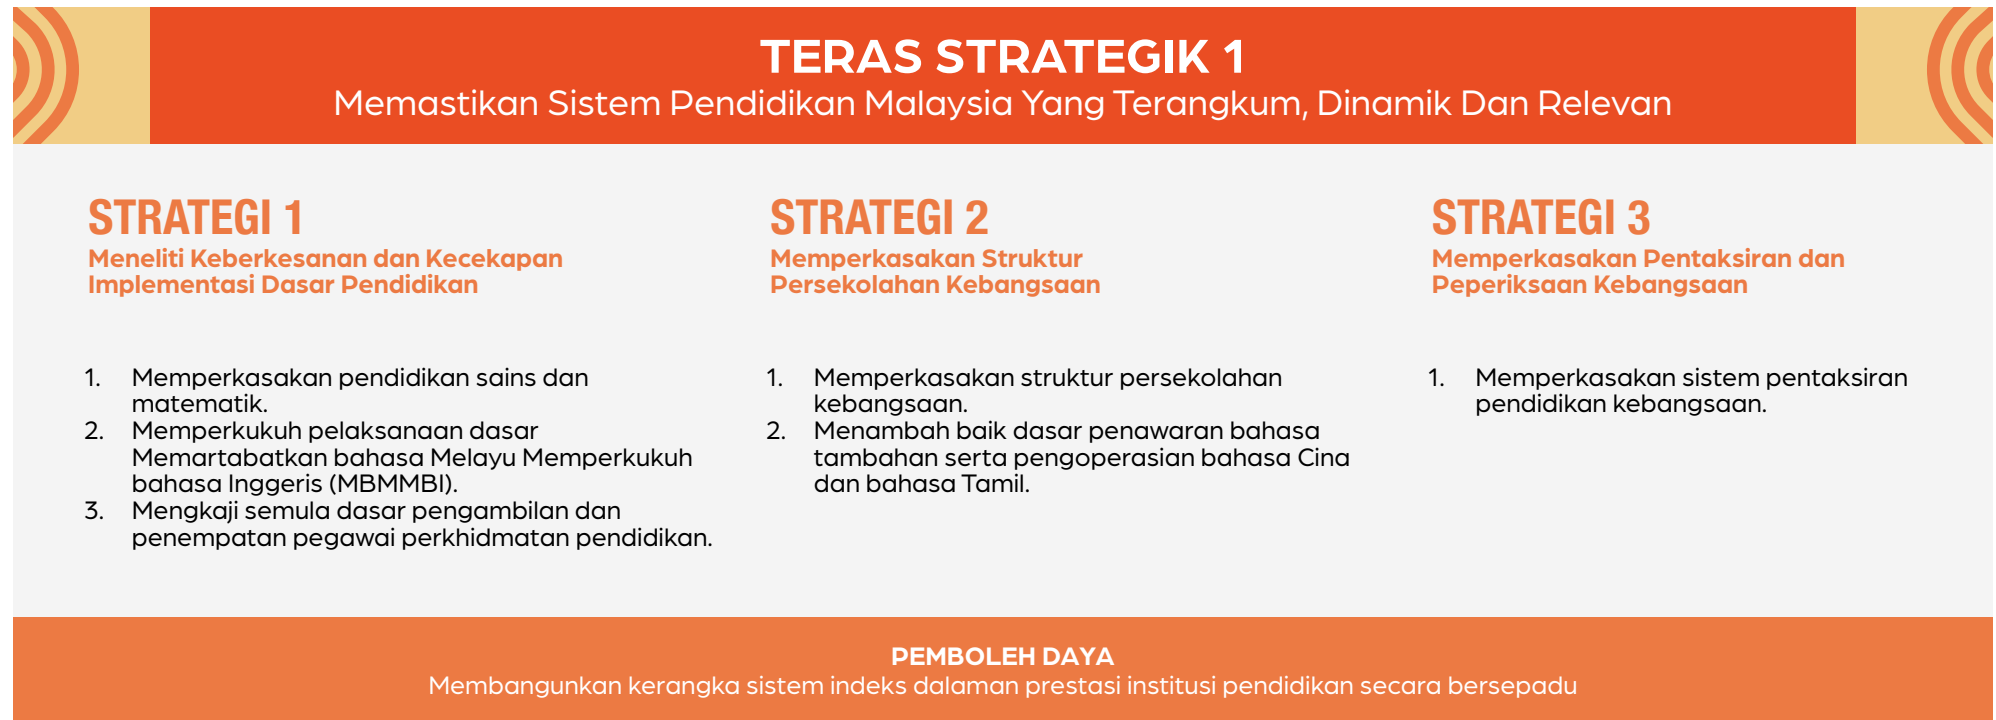 TERAS STRATEGIK 1
Memastikan Sistem Pendidikan Malaysia Yang Terangkum, Dinamik Dan Relevan
STRATEGI 1
Meneliti Keberkesanan dan Kecekapan
Implementasi Dasar Pendidikan
1. Memperkasakan pendidikan sains dan
matematik.
2. Memperkukuh pelaksanaan dasar
Memartabatkan bahasa Melayu Memperkukuh
bahasa Inggeris (MBMMBI).
3. Mengkaji semula dasar pengambilan dan
penempatan pegawai perkhidmatan pendidikan.
STRATEGI 2
Memperkasakan Struktur
Persekolahan Kebangsaan
1. Memperkasakan struktur persekolahan
kebangsaan.
2. Menambah baik dasar penawaran bahasa
tambahan serta pengoperasian bahasa Cina
dan bahasa Tamil.
STRATEGI 3
Memperkasakan Pentaksiran dan
Peperiksaan Kebangsaan
1. Memperkasakan sistem pentaksiran
pendidikan kebangsaan.
PEMBOLEH DAYA
Membangunkan kerangka sistem indeks dalaman prestasi institusi pendidikan secara bersepadu